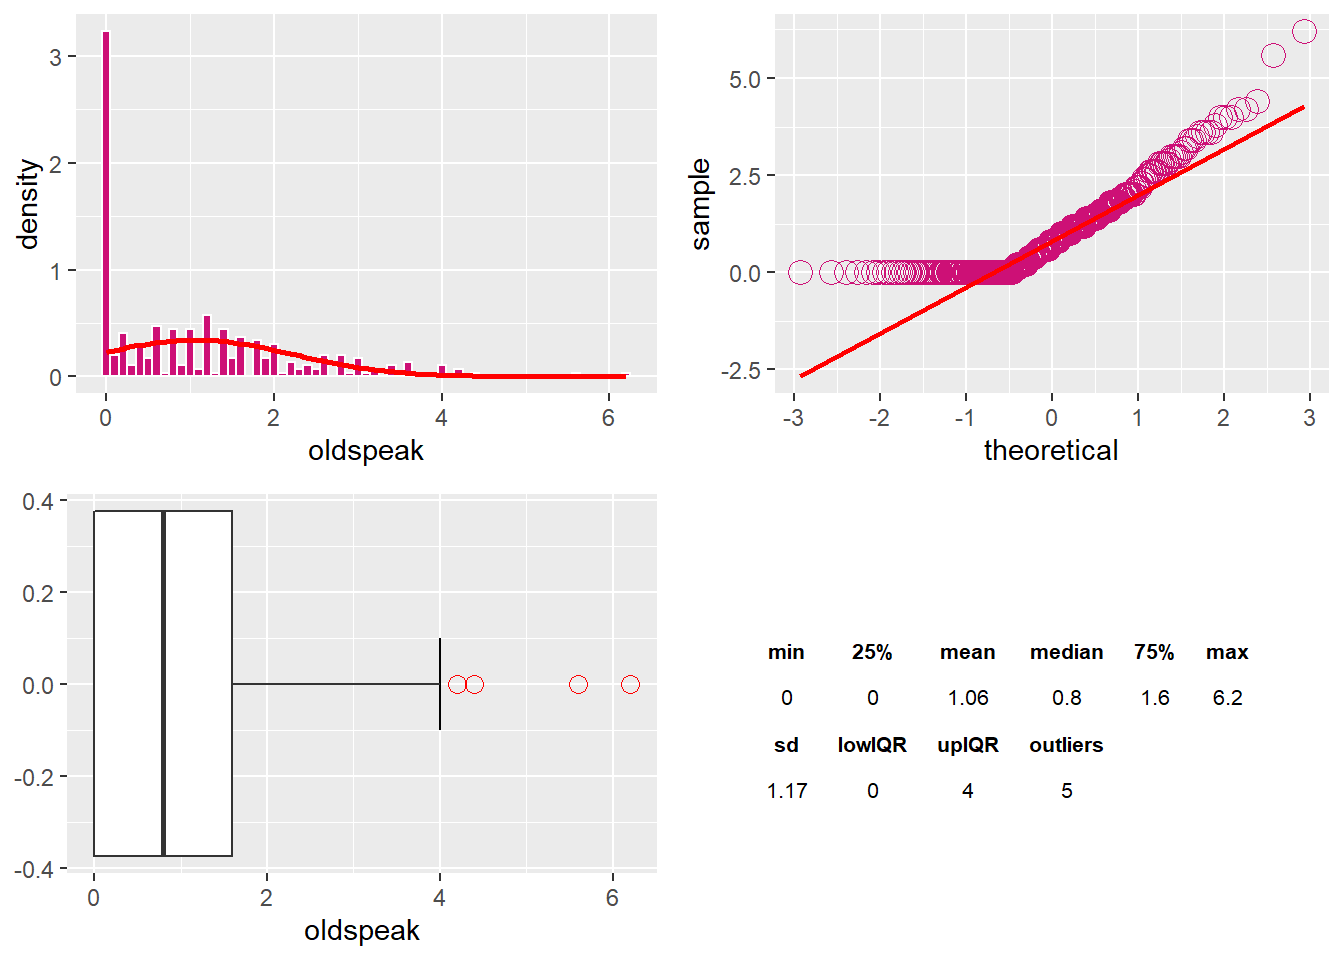 3
2
1
0
density
0 2 4 6
oldspeak
5.0
2.5
0.0
-2.5
sample
-3 -2 -1 0 1 2 3
theoretical
0.4
0.2
0.0
-0.2
-0.4
0 2 4 6
oldspeak
min 25% mean median 75% max
0 0 1.06 0.8 1.6 6.2
sd lowIQR upIQR outliers
1.17 0 4 5